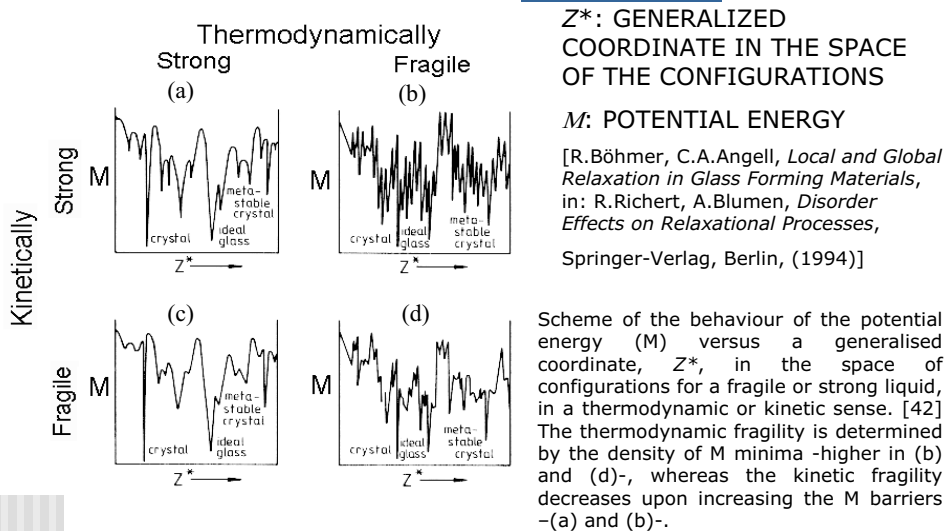 Thermodynamically
Strong
Fragile
Kinetically
Strong
Fragile
(a)
M
crystal
ideal
glass
meta-
stable
crystal
Z*
(b)
M
crystal
ideal
glass
meta-
stable
crystal
Z*
(c)
M
crystal
ideal
glass
meta-
stable
crystal
Z*
(d)
M
crystal
ideal
glass
meta-
stable
crystal
Z*
Z*: GENERALIZED
COORDINATE IN THE SPACE
OF THE CONFIGURATIONS
M: POTENTIAL ENERGY
[R.Böhmer, C.A.Angell, Local and Global
Relaxation in Glass Forming Materials,
in: R.Richert, A.Blumen, Disorder
Effects on Relaxational Processes,
Springer-Verlag, Berlin, (1994)]
Scheme of the behaviour of the potential
energy (M) versus a generalised
coordinate, Z*, in the space of
configurations for a fragile or strong liquid,
in a thermodynamic or kinetic sense. [42]
The thermodynamic fragility is determined
by the density of M minima -higher in (b)
and (d)-, whereas the kinetic fragility
decreases upon increasing the M barriers
–(a) and (b)-.